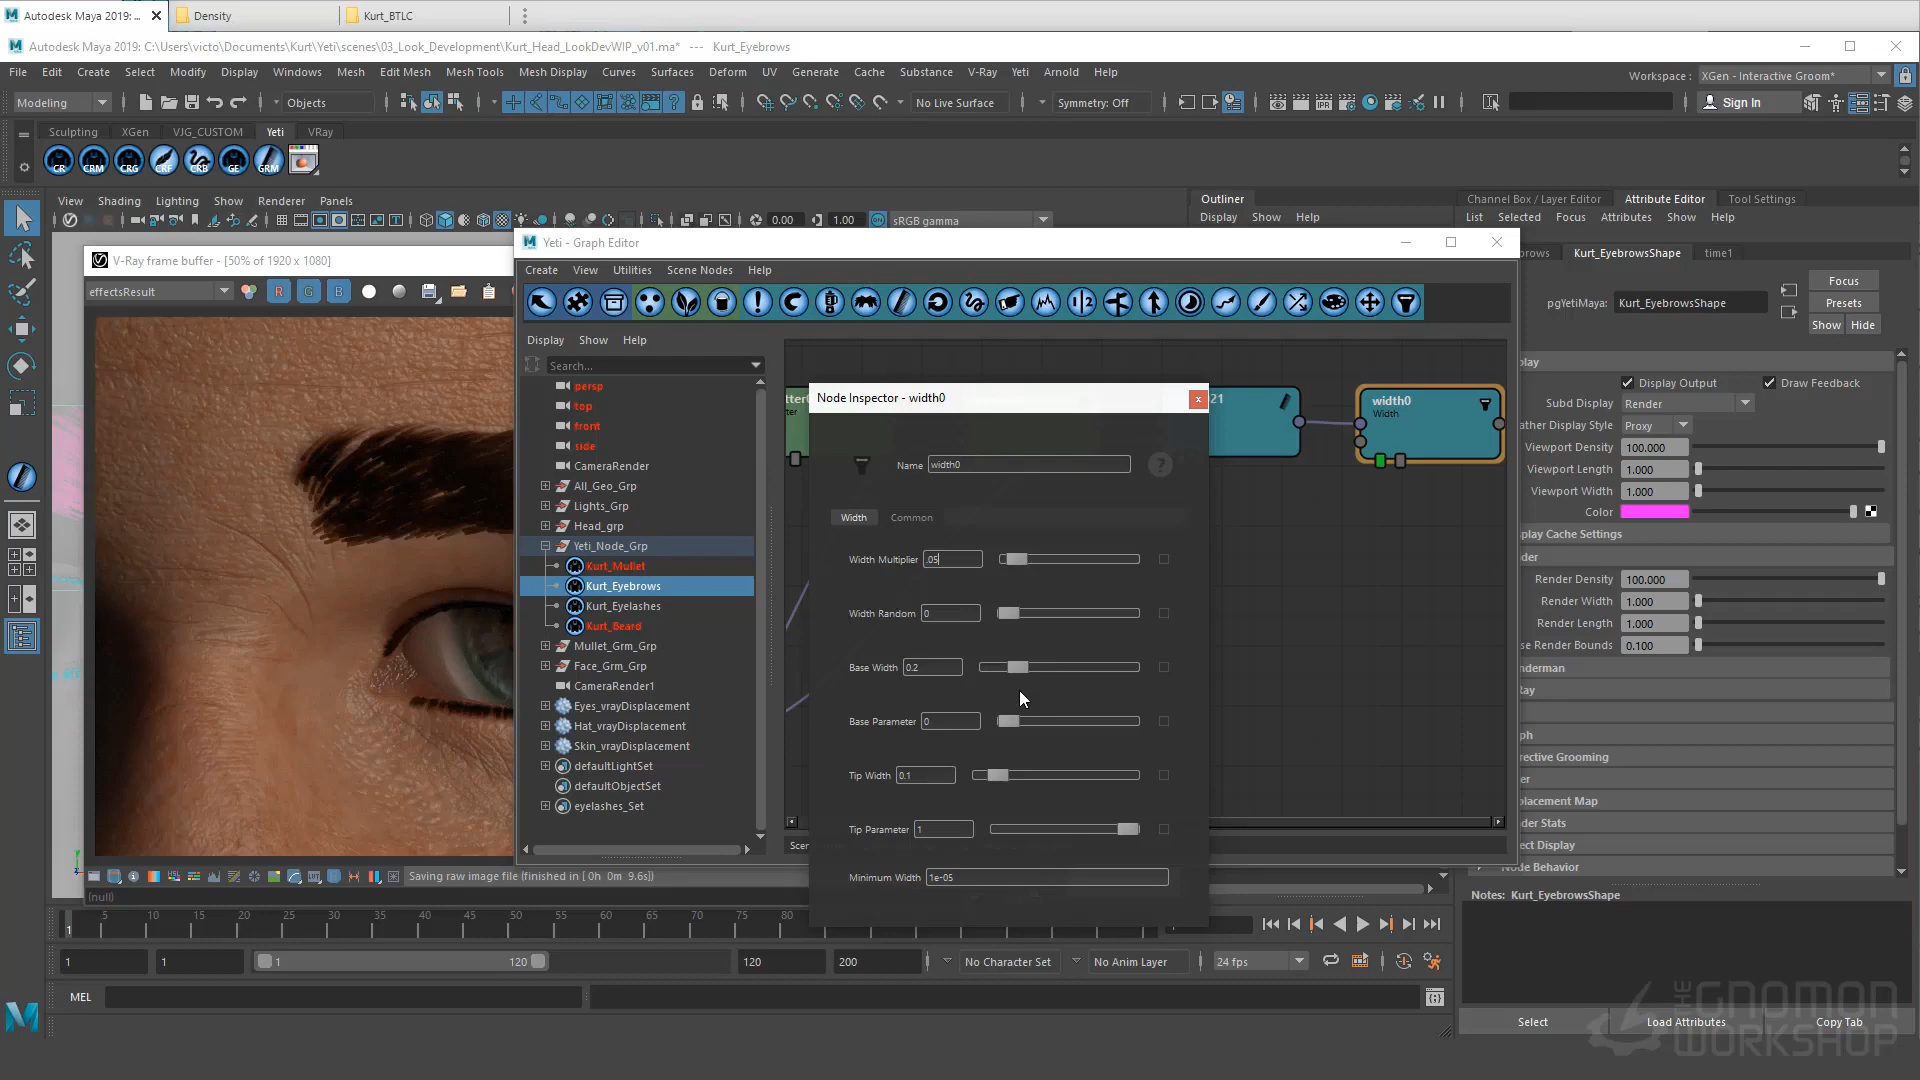 Autodesk Maya 2019: ...
Density
Kurt_BTLC
Autodesk Maya 2019: C:\Users\victo\Documents\Kurt\Yeti\scenes\03_Look_Development\Kurt_Head_LookDevWIP_v01.ma* --- Kurt_Eyebrows
File Edit Create Select Modify Display Windows Mesh Edit Mesh Mesh Tools Mesh Display Curves Surfaces Deform UV Generate Cache Substance V-Ray Yeti Arnold Help
Workspace : XGen - Interactive Groom*
Modeling
Objects
No Live Surface
Symmetry: Off
Sign In
Sculpting XGen VJG_CUSTOM Yeti VRay
CR CRM CRG CRF CRB GE GRM
View Shading Lighting Show Renderer Panels
0.00 1.00 sRGB gamma
Outliner
Display Show Help
Channel Box / Layer Editor Attribute Editor Tool Settings
List Selected Focus Attributes Show Help
V-Ray frame buffer - [50% of 1920 x 1080]
effectsResult
R G B
Yeti - Graph Editor
Create View Utilities Scene Nodes Help
Display Show Help
Search...
persp
top
front
side
CameraRender
All_Geo_Grp
Lights_Grp
Head_grp
Yeti_Node_Grp
Kurt_Mullet
Kurt_Eyebrows
Kurt_Eyelashes
Kurt_Beard
Mullet_Grm_Grp
Face_Grm_Grp
CameraRender1
Eyes_vrayDisplacement
Hat_vrayDisplacement
Skin_vrayDisplacement
defaultLightSet
defaultObjectSet
eyelashes_Set
tter
ter
21
width0
Width
Scen
Node Inspector - width0
x
Name width0 ?
Width Common
Width Multiplier .05
Width Random 0
Base Width 0.2
Base Parameter 0
Tip Width 0.1
Tip Parameter 1
Minimum Width 1e-05
rows Kurt_EyebrowsShape time1
Focus
pgYetiMaya: Kurt_EyebrowsShape Presets
Show Hide
play
Display Output Draw Feedback
Subd Display Render
ather Display Style Proxy
Viewport Density 100.000
Viewport Length 1.000
Viewport Width 1.000
Color
play Cache Settings
der
Render Density 100.000
Render Width 1.000
Render Length 1.000
se Render Bounds 0.100
nderman
ay
ph
rective Grooming
er
placement Map
der Stats
ect Display
Node Behavior
Notes: Kurt_EyebrowsShape
Saving raw image file (finished in [ 0h 0m 9.6s])
(null)
5 10 15 20 25 30 35 40 45 50 55 60 65 70 75 80
1
1 1 1 120 120 200 No Character Set No Anim Layer 24 fps
MEL
Select Load Attributes Copy Tab
THE GNOMON WORKSHOP